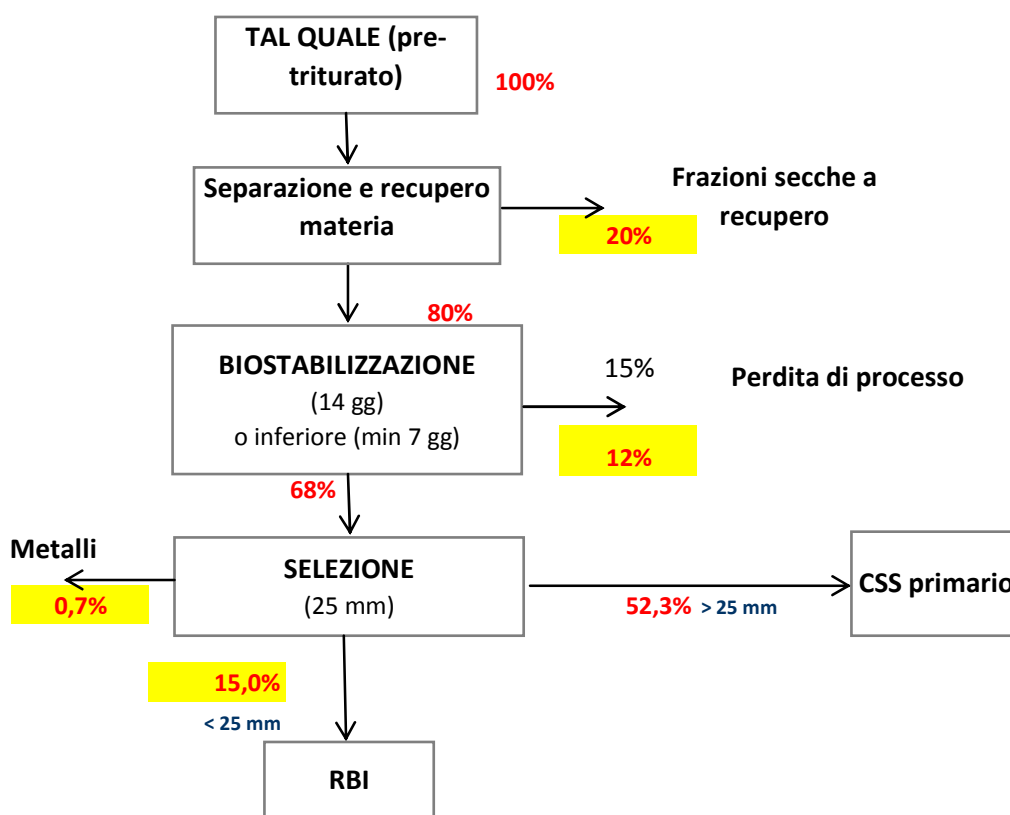 TAL QUALE (pre-
triturato)
100%
Separazione e recupero
materia
Frazioni secche a
recupero
20%
80%
BIOSTABILIZZAZIONE
(14 gg)
o inferiore (min 7 gg)
15%
Perdita di processo
12%
68%
Metalli
0,7%
SELEZIONE
(25 mm)
52,3% > 25 mm
CSS primario
15,0%
< 25 mm
RBI